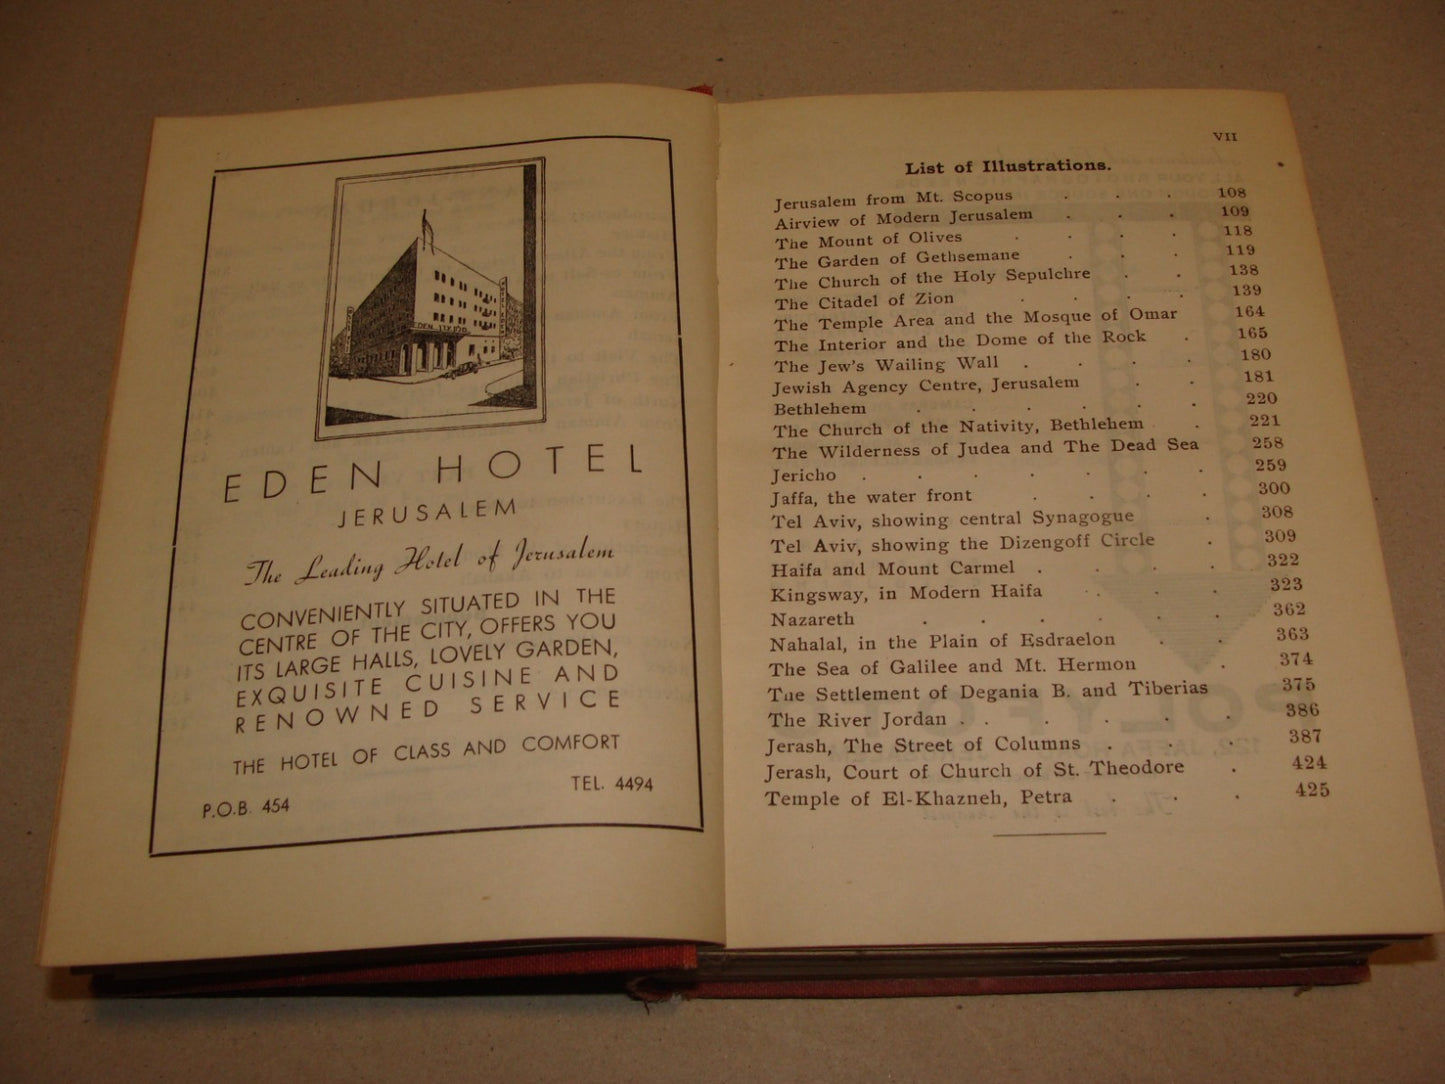 EDEN עדן מלון
EDEN HOTEL
JERUSALEM
The Leading Hotel of Jerusalem
CONVENIENTLY SITUATED IN THE
CENTRE OF THE CITY, OFFERS YOU
ITS LARGE HALLS, LOVELY GARDEN,
EXQUISITE CUISINE AND
RENOWNED SERVICE
THE HOTEL OF CLASS AND COMFORT
TEL. 4494
P.O.B. 454
VII
List of Illustrations.
Jerusalem from Mt. Scopus . . . 108
Airview of Modern Jerusalem . . . 109
The Mount of Olives . . . . 118
The Garden of Gethsemane . . . 119
The Church of the Holy Sepulchre . . 138
The Citadel of Zion . . . . 139
The Temple Area and the Mosque of Omar 164
The Interior and the Dome of the Rock . 165
The Jew's Wailing Wall . . . . 180
Jewish Agency Centre, Jerusalem . . 181
Bethlehem . . . . . . 220
The Church of the Nativity, Bethlehem . 221
The Wilderness of Judea and The Dead Sea 258
Jericho . . . . . . . 259
Jaffa, the water front . . . . 300
Tel Aviv, showing central Synagogue . 308
Tel Aviv, showing the Dizengoff Circle . 309
Haifa and Mount Carmel . . . . 322
Kingsway, in Modern Haifa . . . 323
Nazareth . . . . . . 362
Nahalal, in the Plain of Esdraelon . . 363
The Sea of Galilee and Mt. Hermon . 374
The Settlement of Degania B. and Tiberias 375
The River Jordan . . . . . . 386
Jerash, The Street of Columns . . . 387
Jerash, Court of Church of St. Theodore . 424
Temple of El-Khazneh, Petra . . . 425